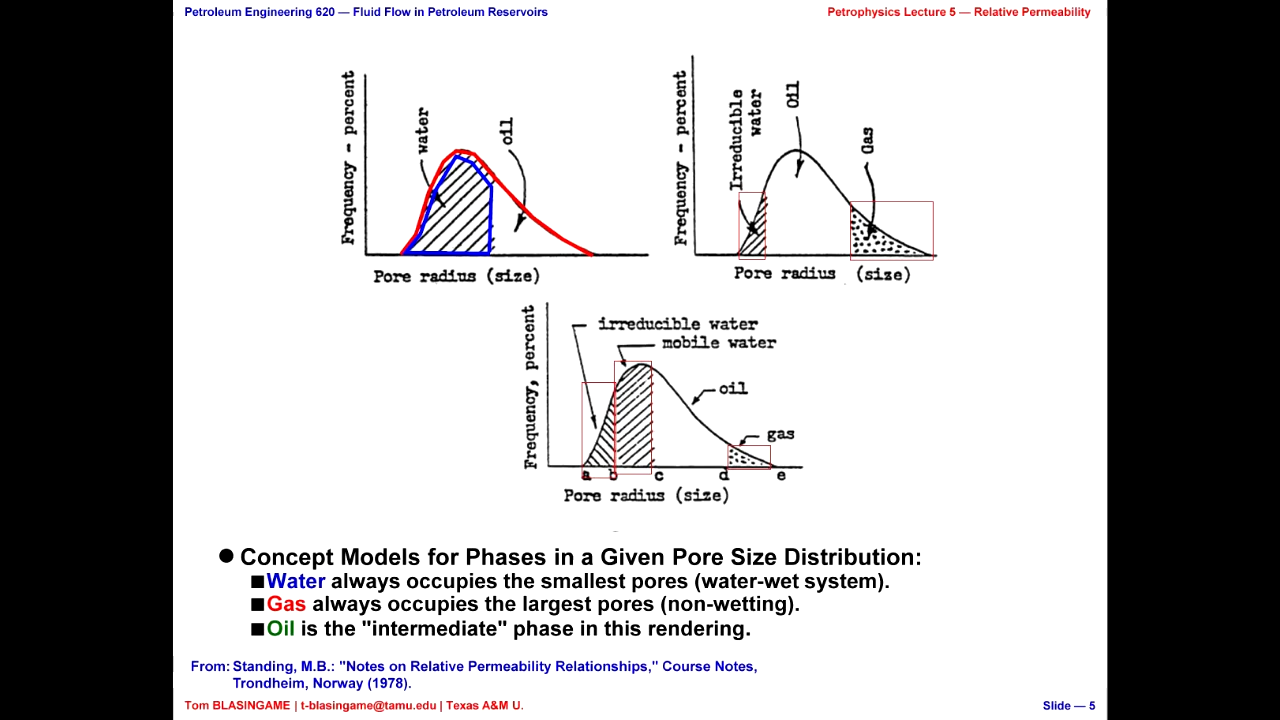 Petroleum Engineering 620 — Fluid Flow in Petroleum Reservoirs
Petrophysics Lecture 5 — Relative Permeability
Frequency - percent
water
oil
Pore radius (size)
Frequency - percent
Irreducible
water
Oil
Gas
Pore radius (size)
Frequency, percent
irreducible water
mobile water
oil
gas
a b c d e
Pore radius (size)
● Concept Models for Phases in a Given Pore Size Distribution:
■Water always occupies the smallest pores (water-wet system).
■Gas always occupies the largest pores (non-wetting).
■Oil is the "intermediate" phase in this rendering.
From: Standing, M.B.: "Notes on Relative Permeability Relationships," Course Notes,
Trondheim, Norway (1978).
Tom BLASINGAME | t-blasingame@tamu.edu | Texas A&M U.
Slide — 5